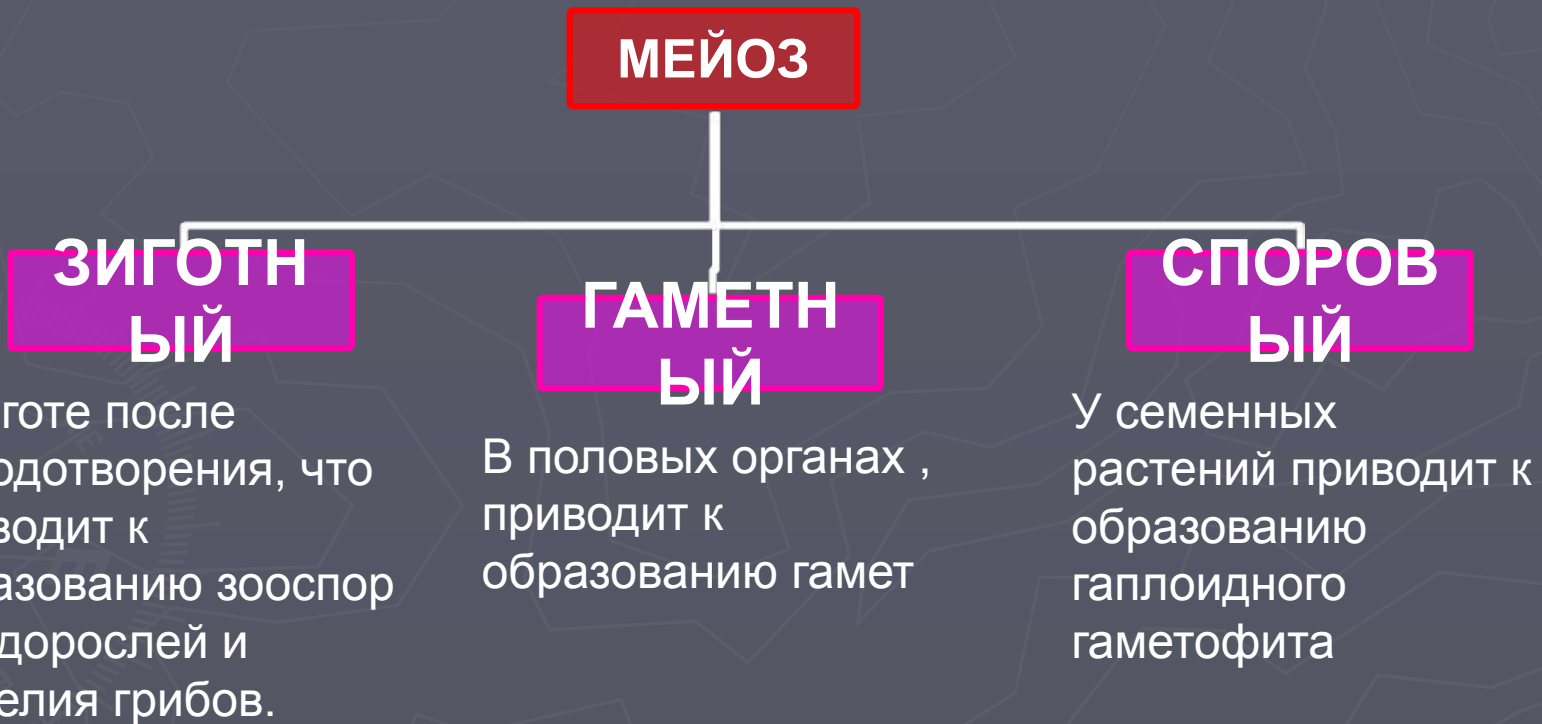 МЕЙОЗ
ЗИГОТН
ЫЙ
готе после
одотворения, что
водит к
азованию зооспор
дорослей и
елия грибов.
ГАМЕТН
ЫЙ
В половых органах ,
приводит к
образованию гамет
СПОРОВ
ЫЙ
У семенных
растений приводит к
образованию
гаплоидного
гаметофита